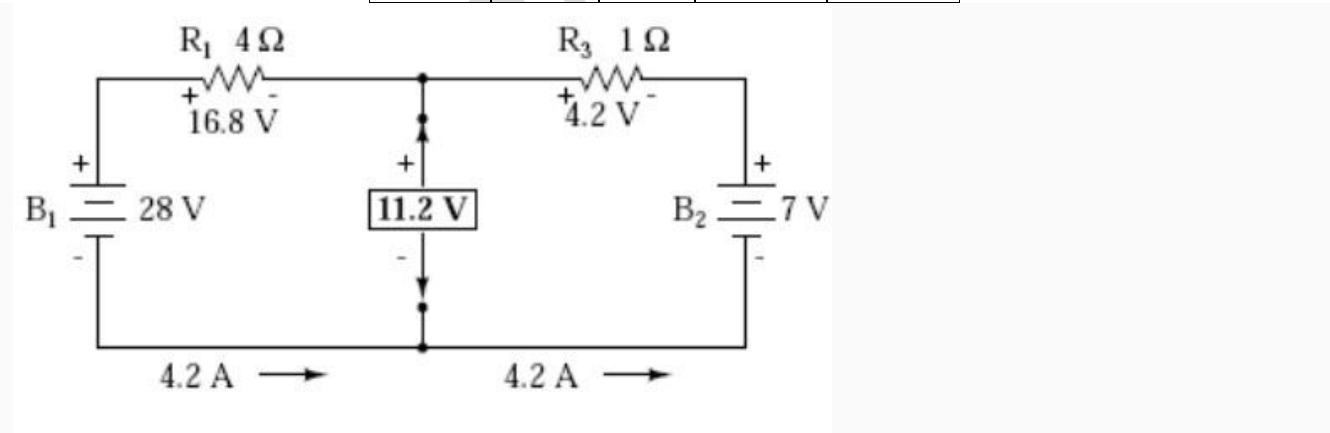 R₁ 4 Ω
R₃ 1 Ω
+ -
16.8 V
+ -
4.2 V
+
+
+
B₁ 28 V
11.2 V
B₂ 7 V
-
-
-
4.2 A
4.2 A